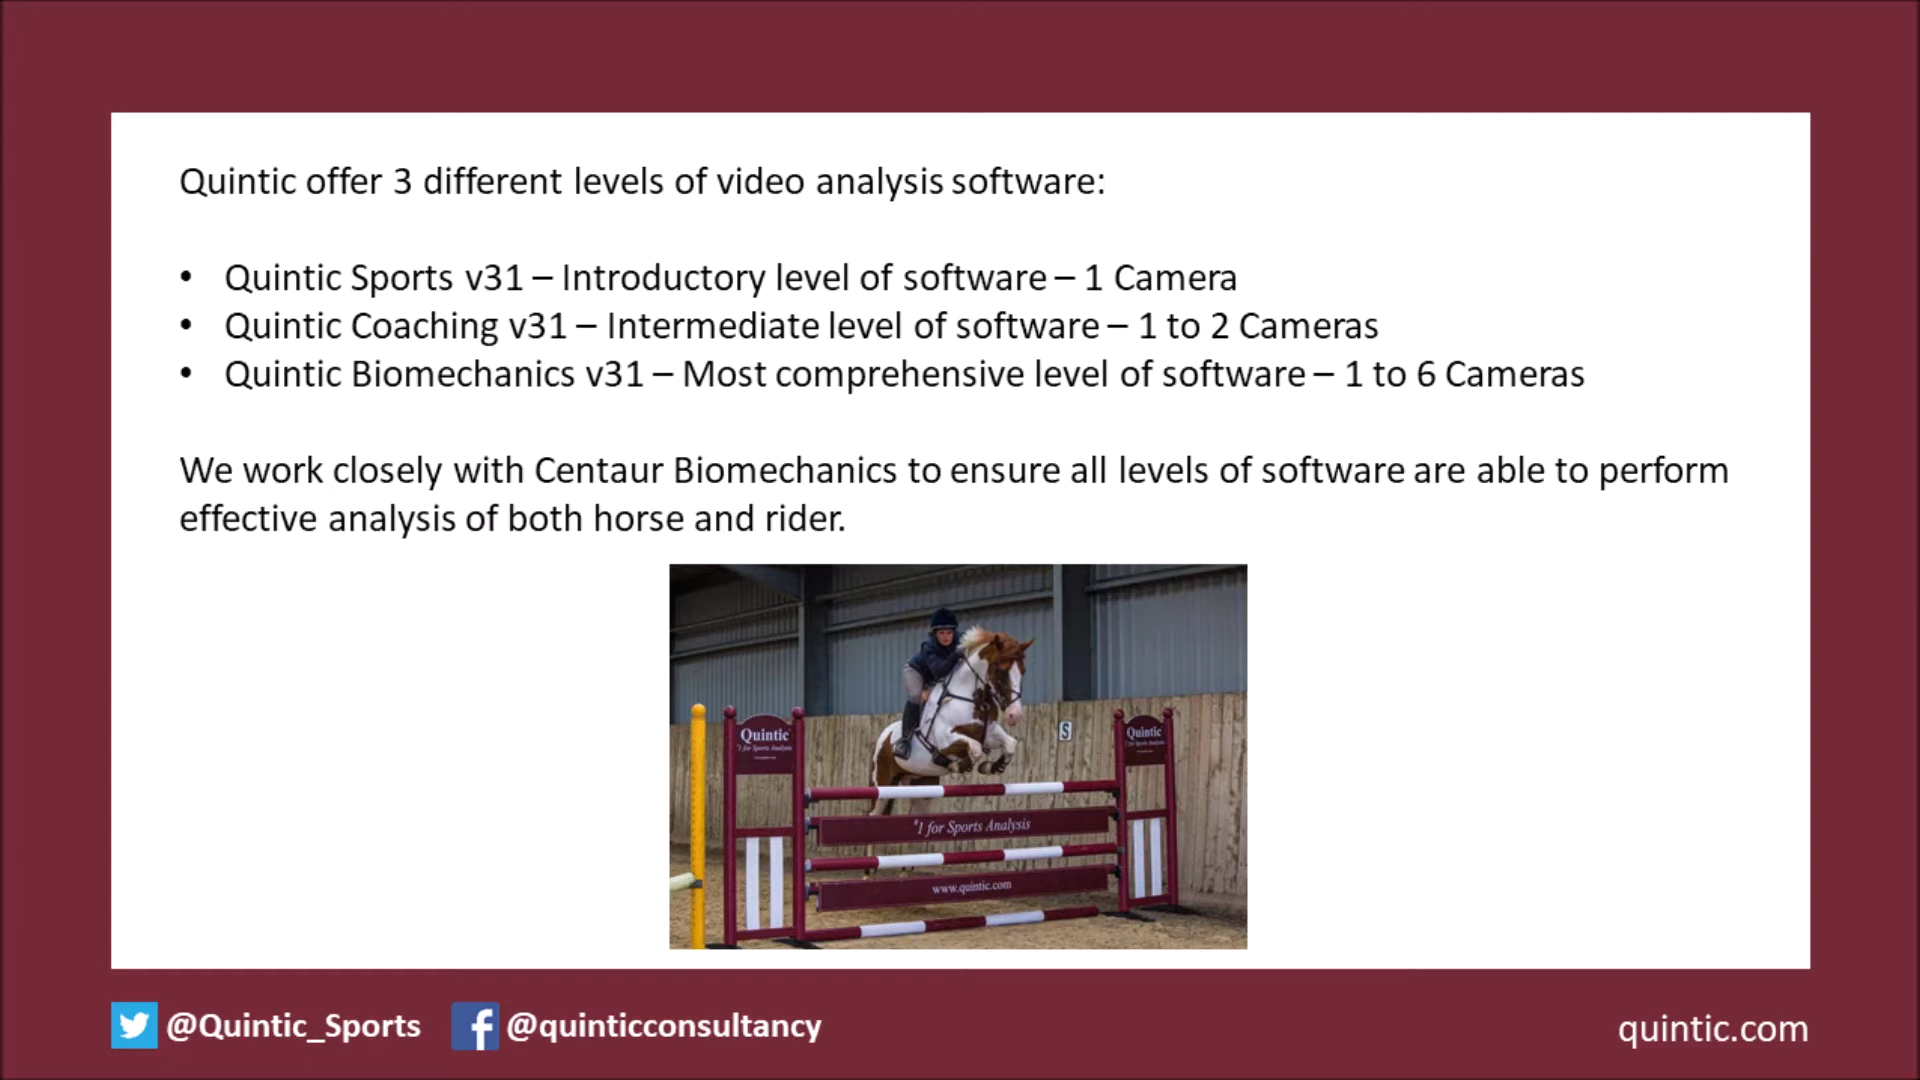 Quintic offer 3 different levels of video analysis software:
• Quintic Sports v31 – Introductory level of software – 1 Camera
• Quintic Coaching v31 – Intermediate level of software – 1 to 2 Cameras
• Quintic Biomechanics v31 – Most comprehensive level of software – 1 to 6 Cameras
We work closely with Centaur Biomechanics to ensure all levels of software are able to perform
effective analysis of both horse and rider.
S
Quintic
Quintic
"1 for Sports Analysis
"1 for Sports Analysis
www.quintic.com
@Quintic_Sports
@quinticconsultancy
quintic.com